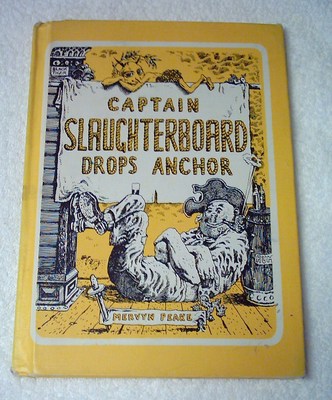 CAPTAIN
SLAUGHTERBOARD
DROPS ANCHOR
MERVYN PEAKE